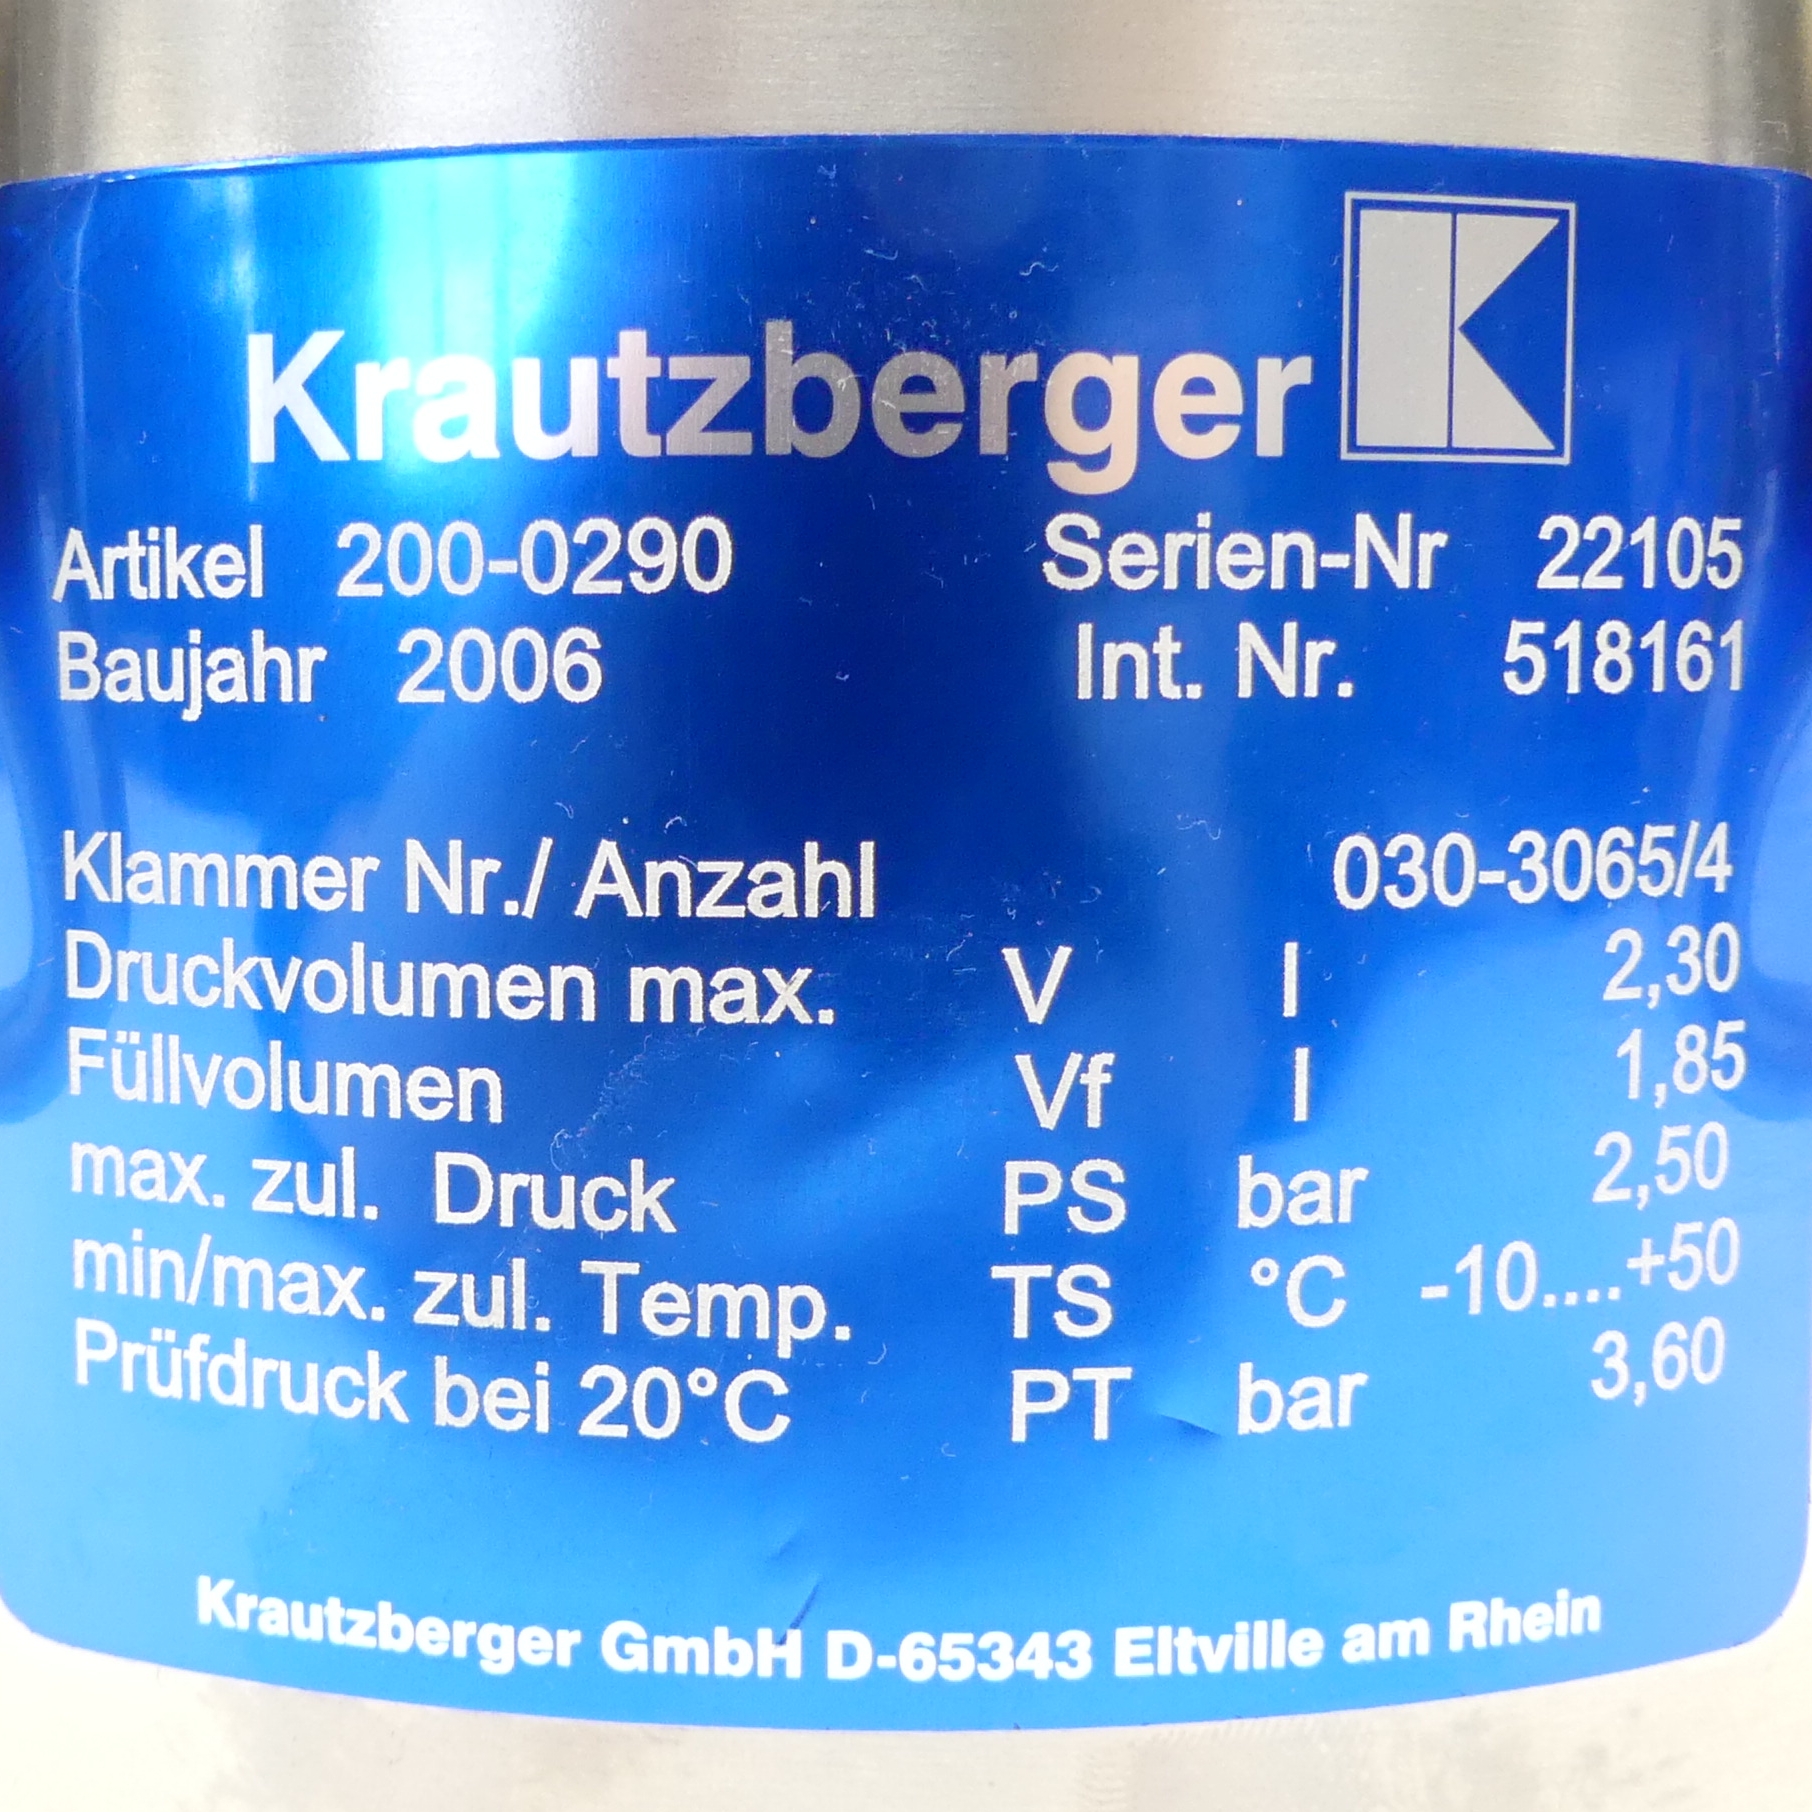 Krautzberger K
Artikel 200-0290 Serien-Nr 22105
Baujahr 2006 Int. Nr. 518161
Klammer Nr./ Anzahl 030-3065/4
Druckvolumen max. V l 2,30
Füllvolumen Vf l 1,85
max. zul. Druck PS bar 2,50
min/max. zul. Temp. TS °C -10....+50
Prüfdruck bei 20°C PT bar 3,60
Krautzberger GmbH D-65343 Eltville am Rhein